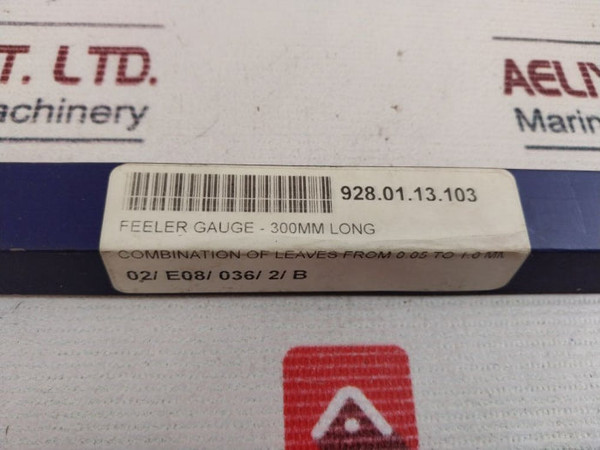 T. LTD.
achinery
AELI
Marin
928.01.13.103
FEELER GAUGE - 300MM LONG
COMBINATION OF LEAVES FROM 0.05 TO 1.0 MM
02/ E08/ 036/ 2/ B